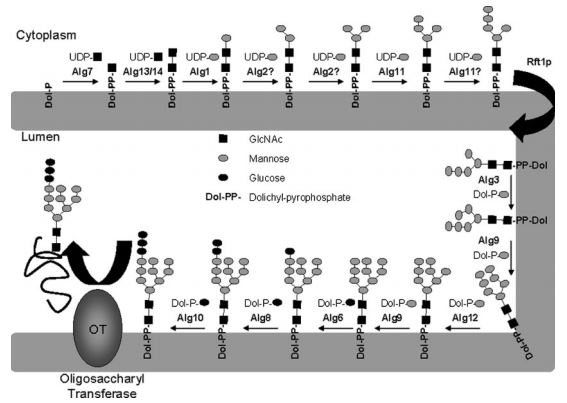 Cytoplasm
UDP- UDP- UDP- UDP- UDP- UDP- UDP-
Alg7 Alg13/14 Alg1 Alg2? Alg2? Alg11 Alg11?
Rft1p
Dol-P Dol-PP- Dol-PP- Dol-PP- Dol-PP- Dol-PP- Dol-PP- Dol-PP-
Lumen
GlcNAc
Mannose
Glucose
Dol-PP- Dolichyl-pyrophosphate
-PP-Dol
Alg3
Dol-P-
-PP-Dol
Alg9
Dol-P-
Dol-P- Dol-P- Dol-P- Dol-P- Dol-P-
Alg10 Alg8 Alg6 Alg9 Alg12
Dol-PP- Dol-PP- Dol-PP- Dol-PP- Dol-PP- Dol-PP-
OT
Oligosaccharyl
Transferase